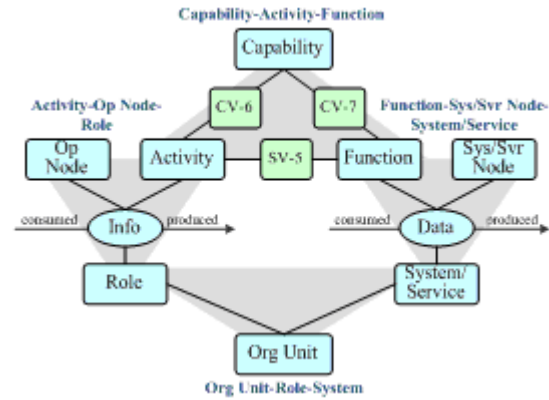 Capability-Activity-Function
Capability
CV-6
CV-7
Activity-Op Node-
Role
Function-Sys/Svr Node-
System/Service
Op
Node
Activity
SV-5
Function
Sys/Svr
Node
consumed
Info
produced
consumed
Data
produced
Role
System/
Service
Org Unit
Org Unit-Role-System